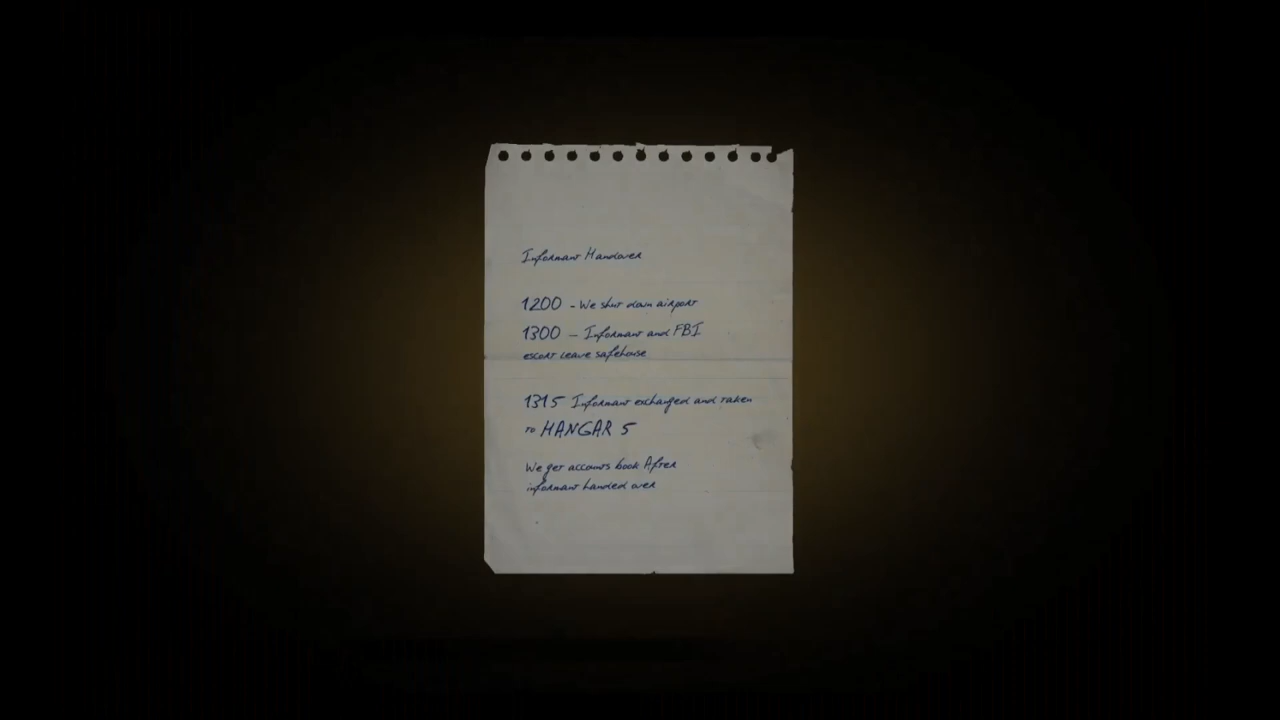 Informant Handover
1200 - We shut down airport
1300 - Informant and FBI
escort leave safehouse
1315 Informant exchanged and taken
to HANGAR 5
We get accounts book After
informant handed over